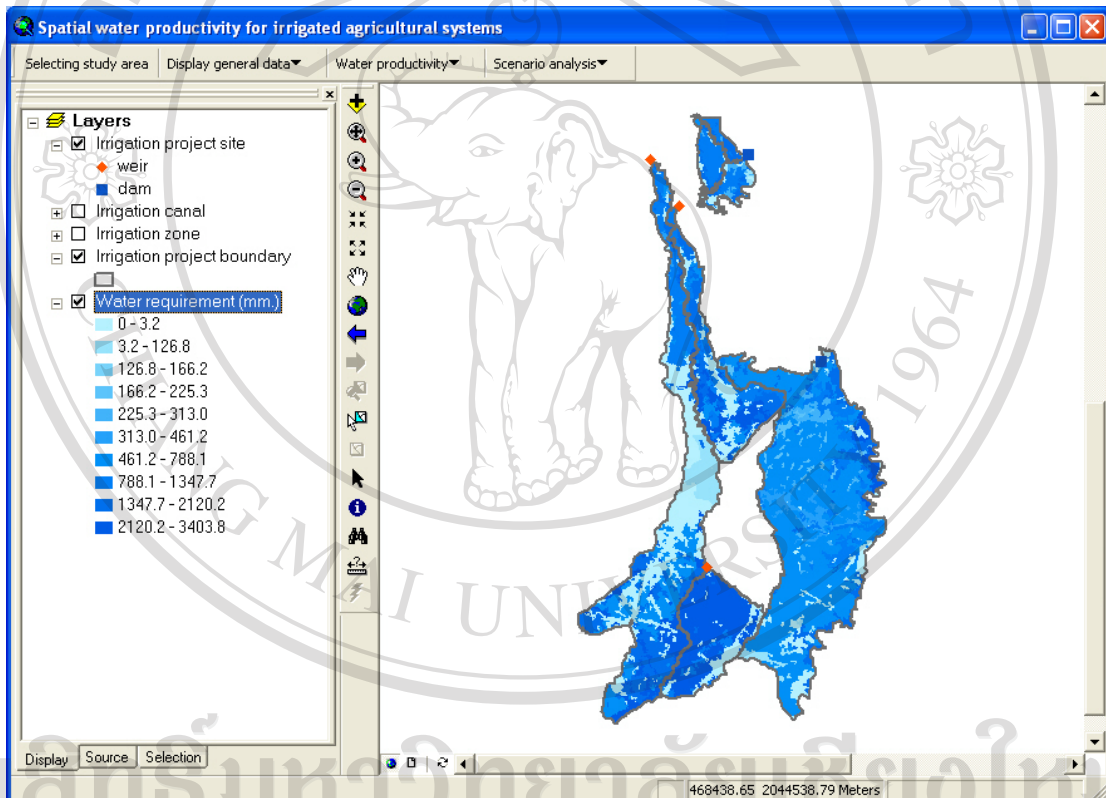 Spatial water productivity for irrigated agricultural systems
Selecting study area Display general data▾ Water productivity▾ Scenario analysis▾
Layers
Irrigation project site
weir
dam
Irrigation canal
Irrigation zone
Irrigation project boundary
Water requirement (mm.)
0 - 3.2
3.2 - 126.8
126.8 - 166.2
166.2 - 225.3
225.3 - 313.0
313.0 - 461.2
461.2 - 788.1
788.1 - 1347.7
1347.7 - 2120.2
2120.2 - 3403.8
Display Source Selection
468438.65 2044538.79 Meters
CHIANG MAI UNIVERSITY 1964